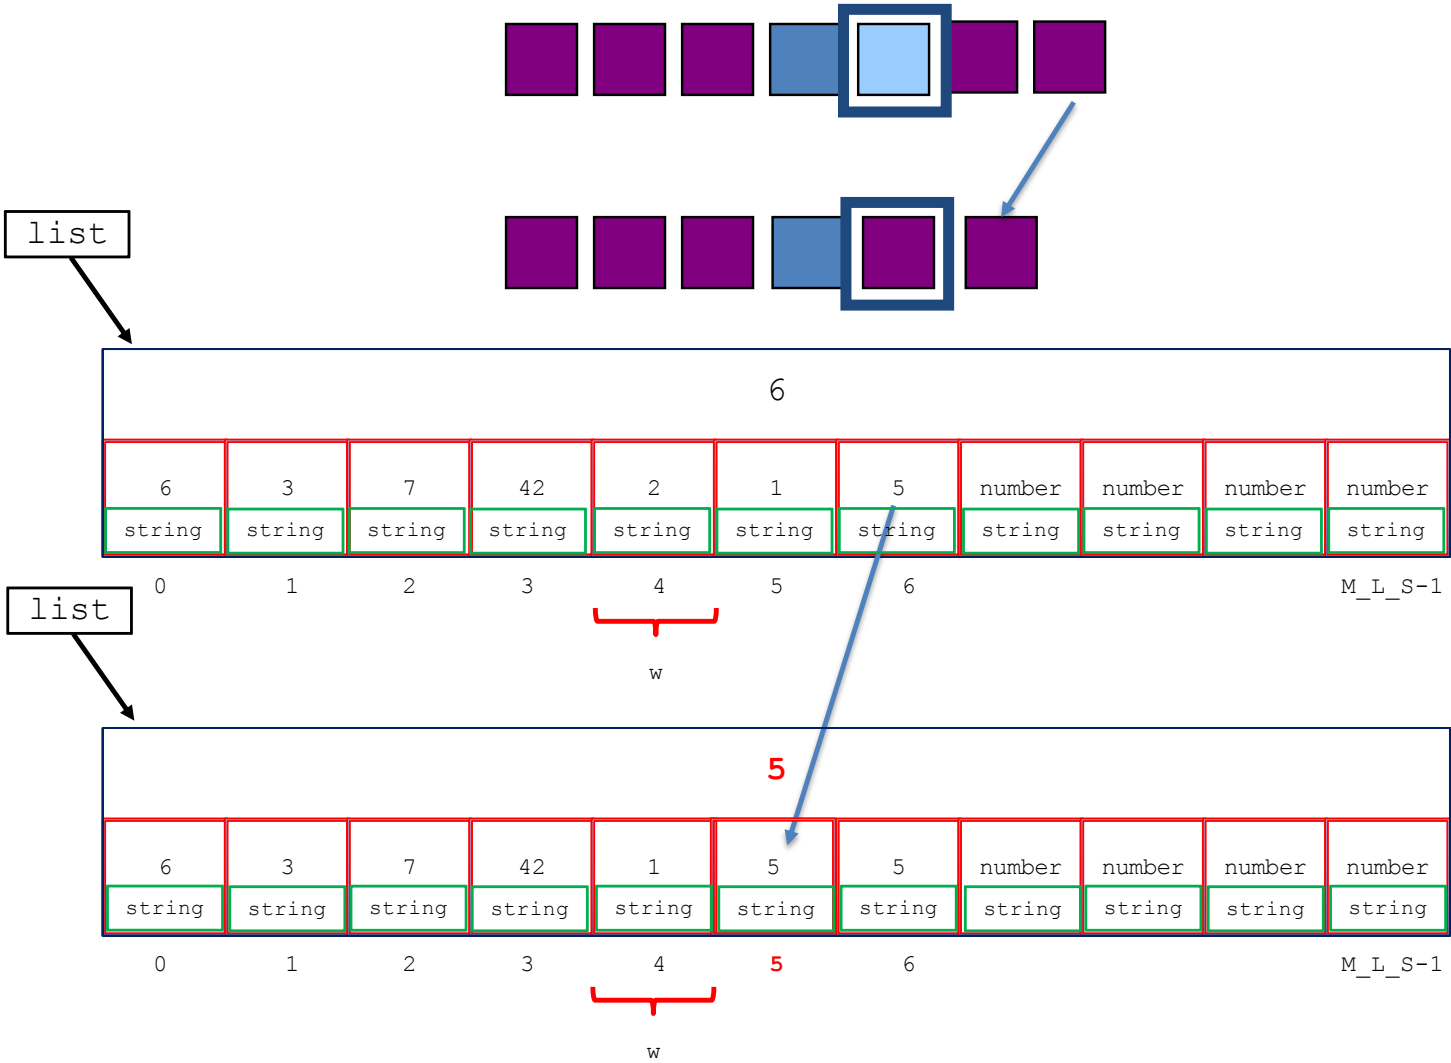 list
6
6 3 7 42 2 1 5 number number number number
string string string string string string string string string string string
0 1 2 3 4 5 6 M_L_S-1
list
w
5
6 3 7 42 1 5 5 number number number number
string string string string string string string string string string string
0 1 2 3 4 5 6 M_L_S-1
w